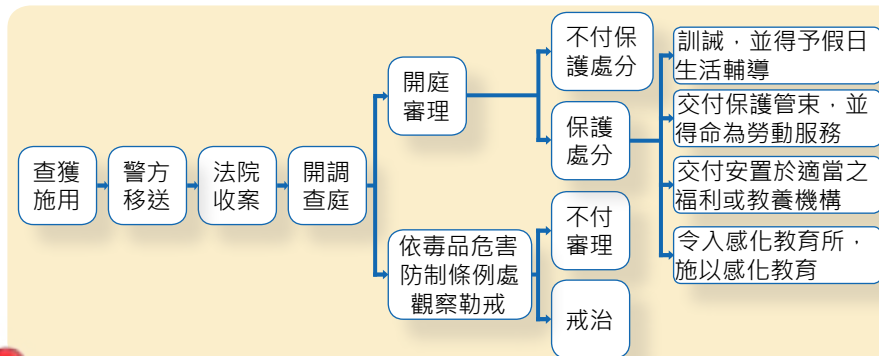 查獲
施用
警方
移送
法院
收案
開調
查庭
開庭
審理
依毒品危害
防制條例處
觀察勒戒
不付保
護處分
保護
處分
不付
審理
戒治
訓誡，並得予假日
生活輔導
交付保護管束，並
得命為勞動服務
交付安置於適當之
福利或教養機構
令入感化教育所，
施以感化教育